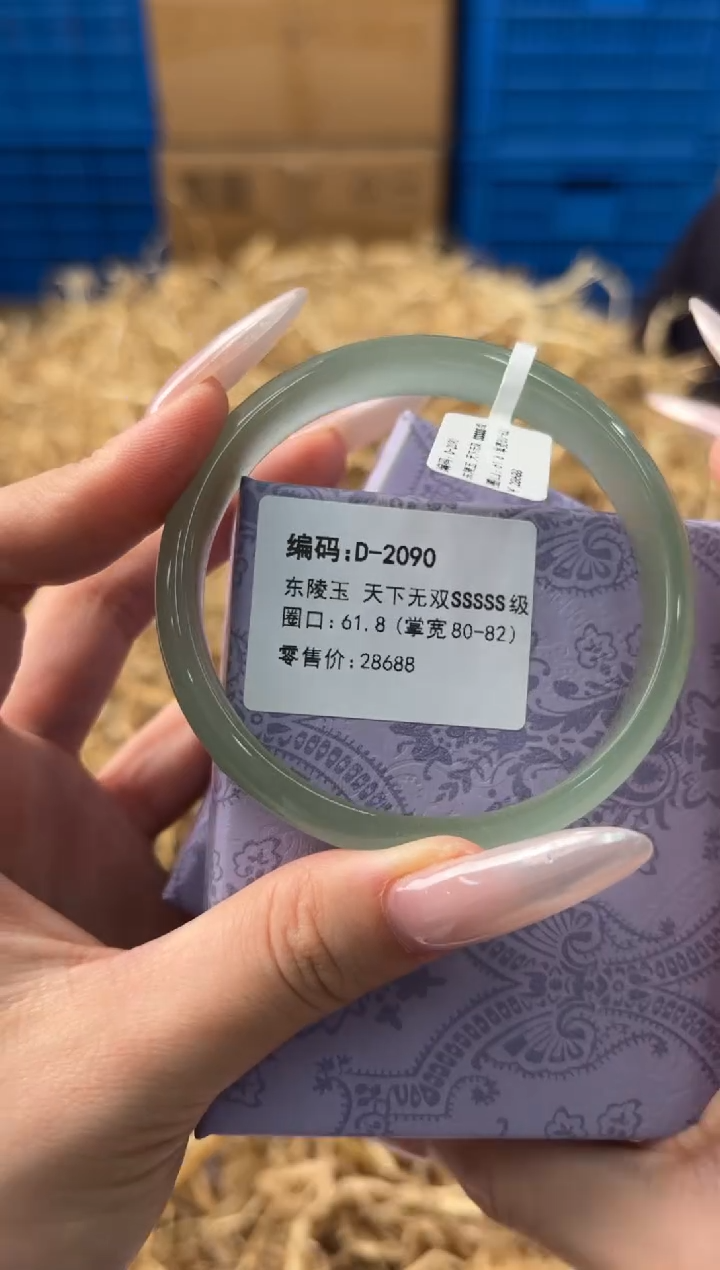 编码:D-2090
东陵玉 天下无双SSSSS级
圈口:61.8(掌宽80-82)
零售价:28688